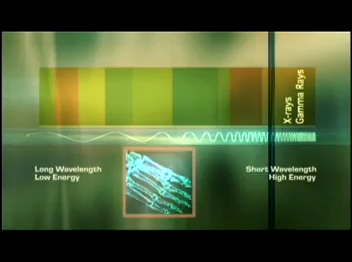 X-rays
Gamma Rays
Long Wavelength
Low Energy
Short Wavelength
High Energy